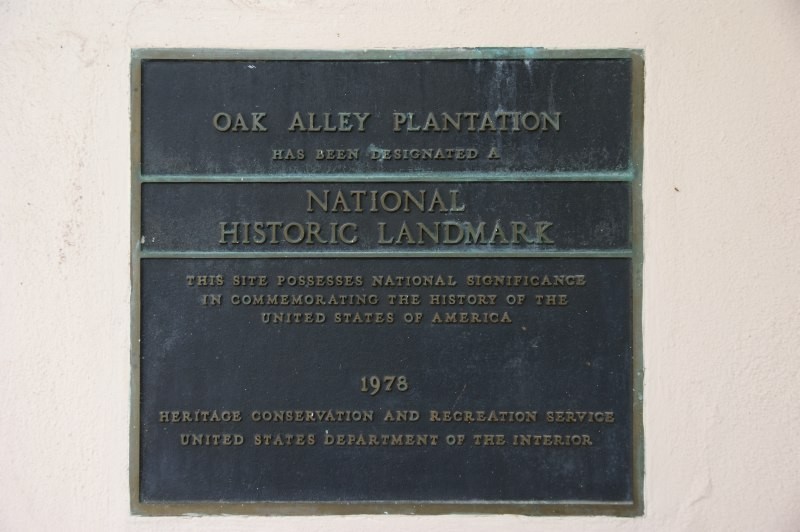 OAK ALLEY PLANTATION
HAS BEEN DESIGNATED A
NATIONAL
HISTORIC LANDMARK
THIS SITE POSSESSES NATIONAL SIGNIFICANCE
IN COMMEMORATING THE HISTORY OF THE
UNITED STATES OF AMERICA
1978
HERITAGE CONSERVATION AND RECREATION SERVICE
UNITED STATES DEPARTMENT OF THE INTERIOR